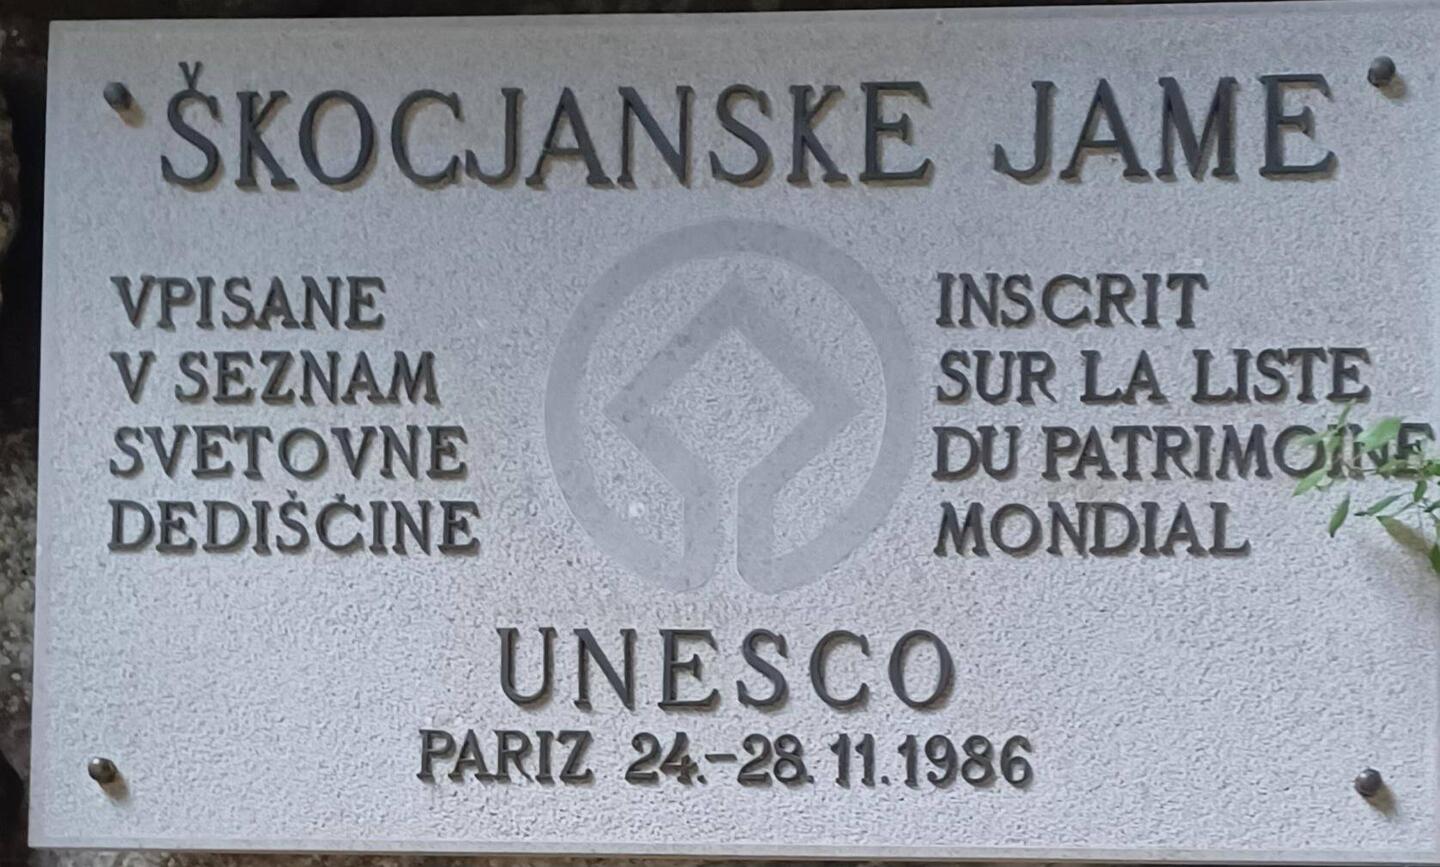 ŠKOCJANSKE JAME
VPISANE
V SEZNAM
SVETOVNE
DEDIŠČINE
INSCRIT
SUR LA LISTE
DU PATRIMOINE
MONDIAL
UNESCO
PARIZ 24.-28.11.1986